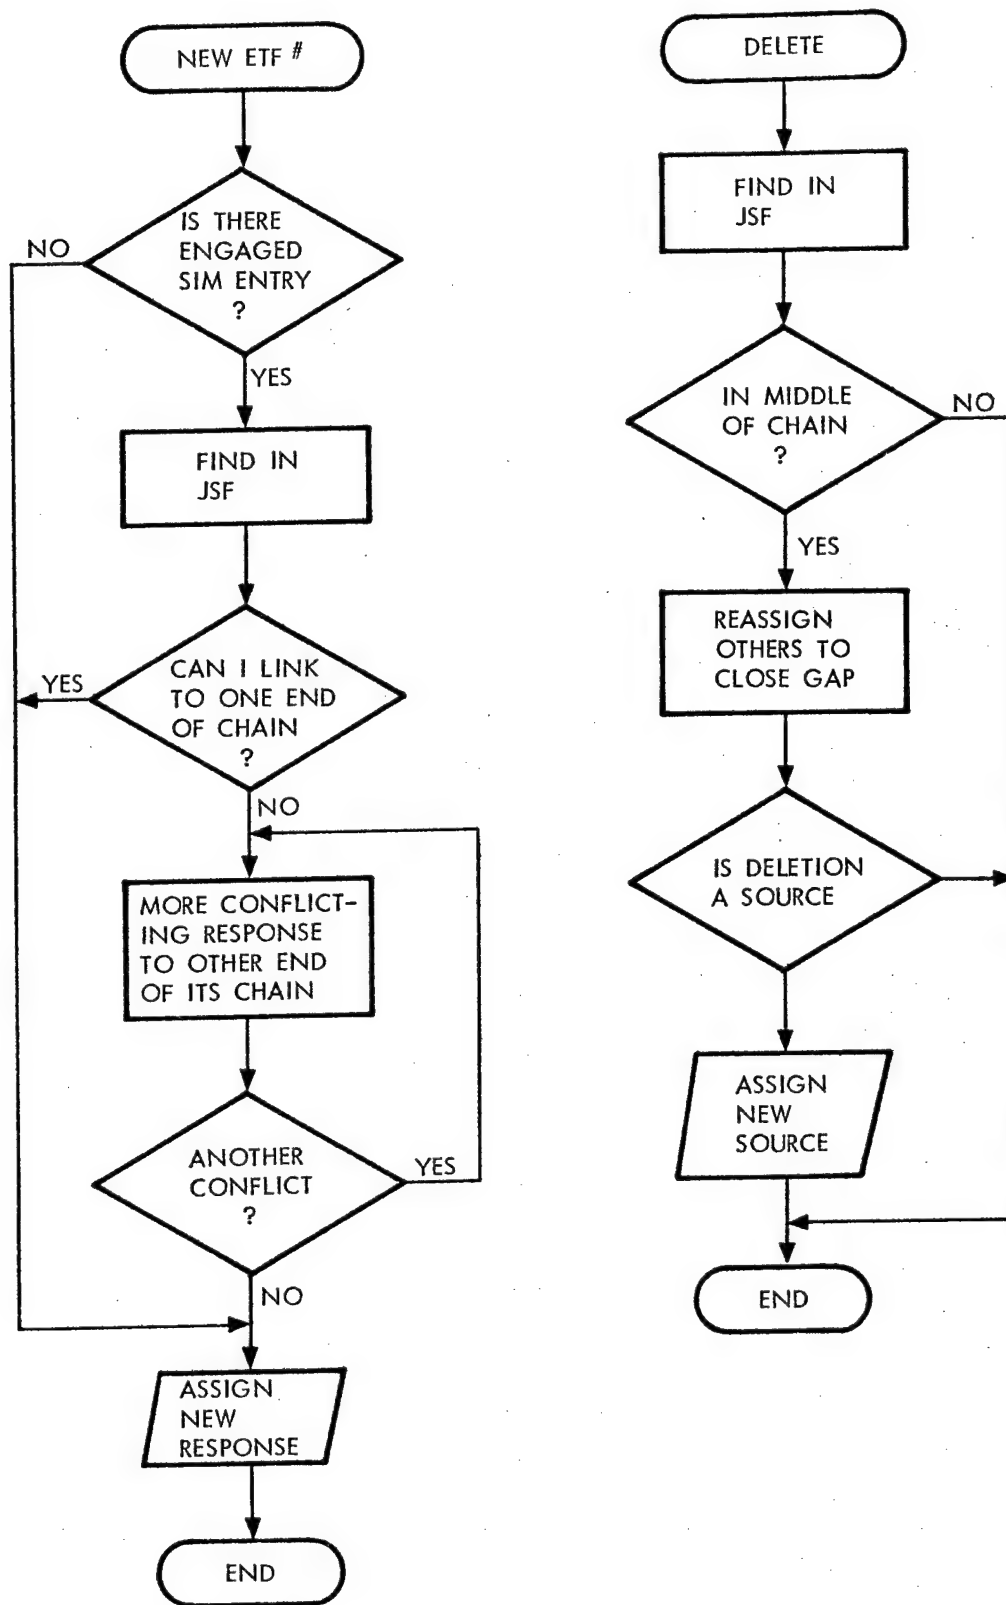 NEW ETF #
IS THERE
ENGAGED
SIM ENTRY
?
NO
YES
FIND IN
JSF
CAN I LINK
TO ONE END
OF CHAIN
?
YES
NO
MORE CONFLICT-
ING RESPONSE
TO OTHER END
OF ITS CHAIN
ANOTHER
CONFLICT
?
YES
NO
ASSIGN
NEW
RESPONSE
END
DELETE
FIND IN
JSF
IN MIDDLE
OF CHAIN
?
NO
YES
REASSIGN
OTHERS TO
CLOSE GAP
IS DELETION
A SOURCE
ASSIGN
NEW
SOURCE
END